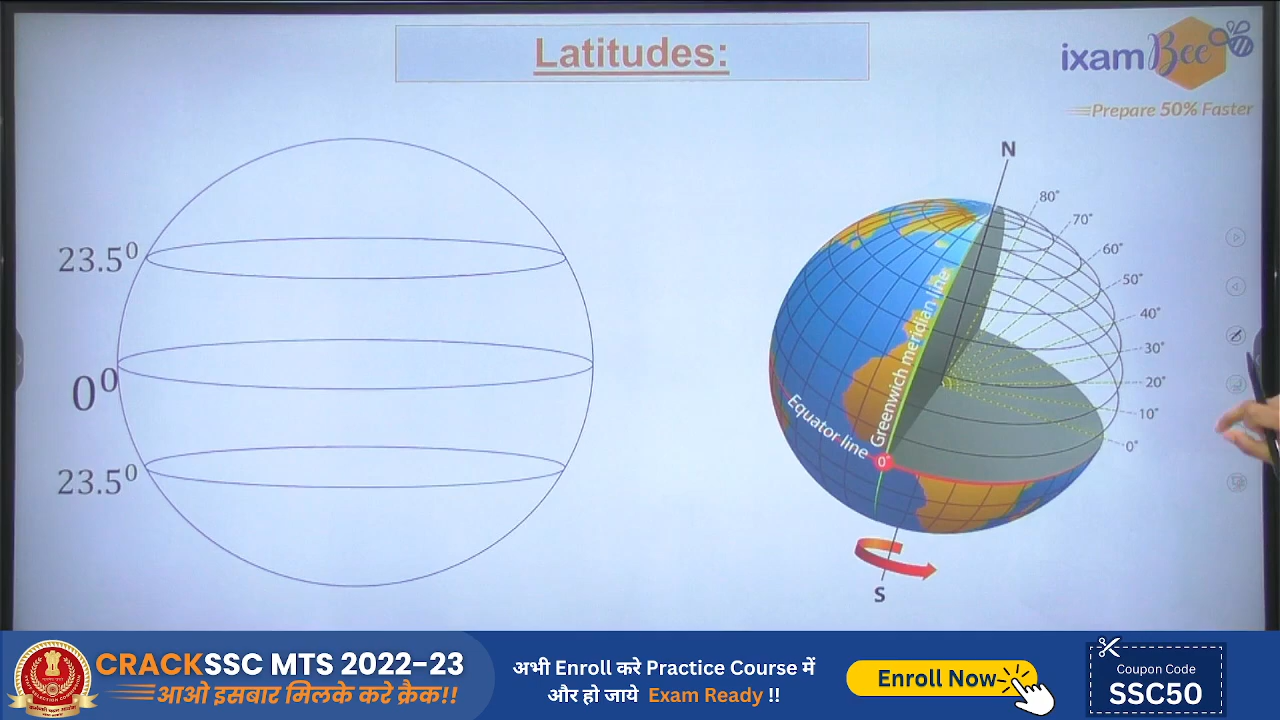 Latitudes:
ixamBee
Prepare 50% Faster
23.5⁰
0⁰
23.5⁰
N
80°
70°
60°
50°
40°
30°
20°
10°
0°
Greenwich meridian line
Equator line
0°
S
CRACKSSC MTS 2022-23
आओ इसबार मिलके करे क्रैक!!
अभी Enroll करे Practice Course में
और हो जाये Exam Ready !!
Enroll Now
Coupon Code
SSC50